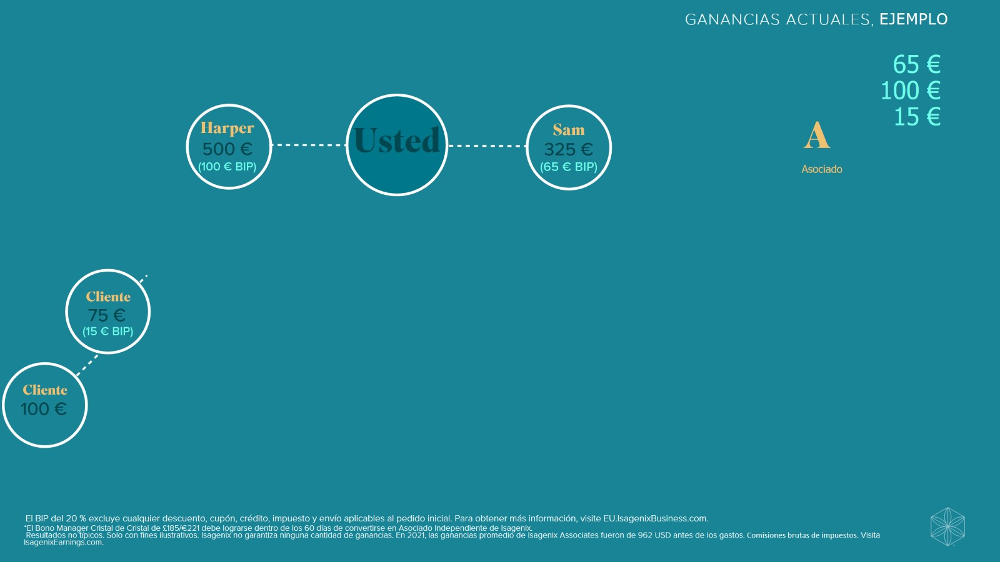 GANANCIAS ACTUALES, EJEMPLO
65 €
100 €
15 €
A
Asociado
Harper
500 €
(100 € BIP)
Usted
Sam
325 €
(65 € BIP)
Cliente
75 €
(15 € BIP)
Cliente
100 €
El BIP del 20 % excluye cualquier descuento, cupón, crédito, impuesto y envío aplicables al pedido inicial. Para obtener más información, visite EU.IsagenixBusiness.com.
*El Bono Manager Cristal de Cristal de £185/€221 debe lograrse dentro de los 60 días de convertirse en Asociado Independiente de Isagenix.
Resultados no típicos. Solo con fines ilustrativos. Isagenix no garantiza ninguna cantidad de ganancias. En 2021, las ganancias promedio de Isagenix Associates fueron de 962 USD antes de los gastos. Comisiones brutas de impuestos. Visita
IsagenixEarnings.com.